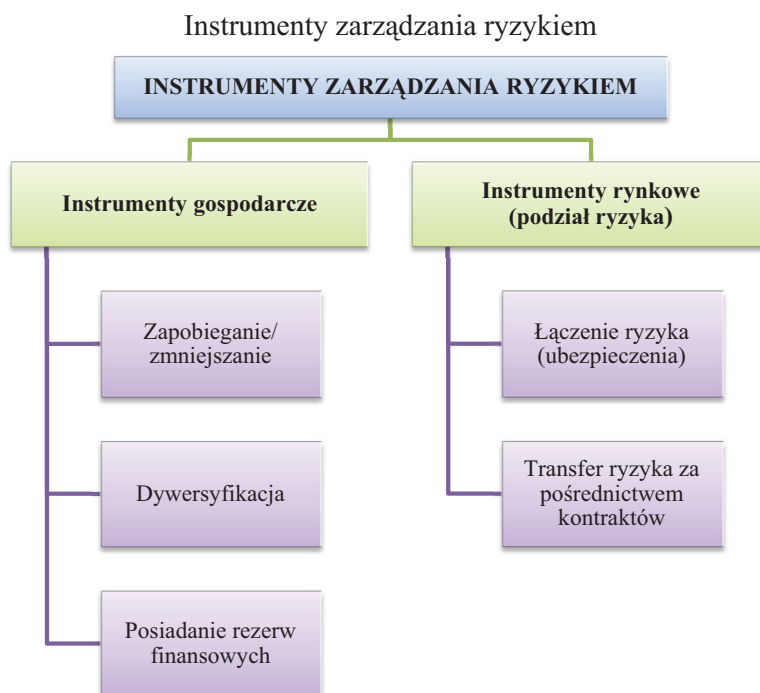 Instrumenty zarządzania ryzykiem
INSTRUMENTY ZARZĄDZANIA RYZYKIEM
Instrumenty gospodarcze
Zapobieganie/
zmniejszanie
Dywersyfikacja
Posiadanie rezerw
finansowych
Instrumenty rynkowe
(podział ryzyka)
Łączenie ryzyka
(ubezpieczenia)
Transfer ryzyka za
pośrednictwem
kontraktów